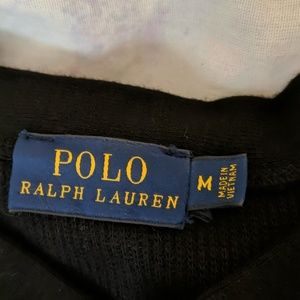 POLO
RALPH LAUREN
M
MADE IN
VIETNAM